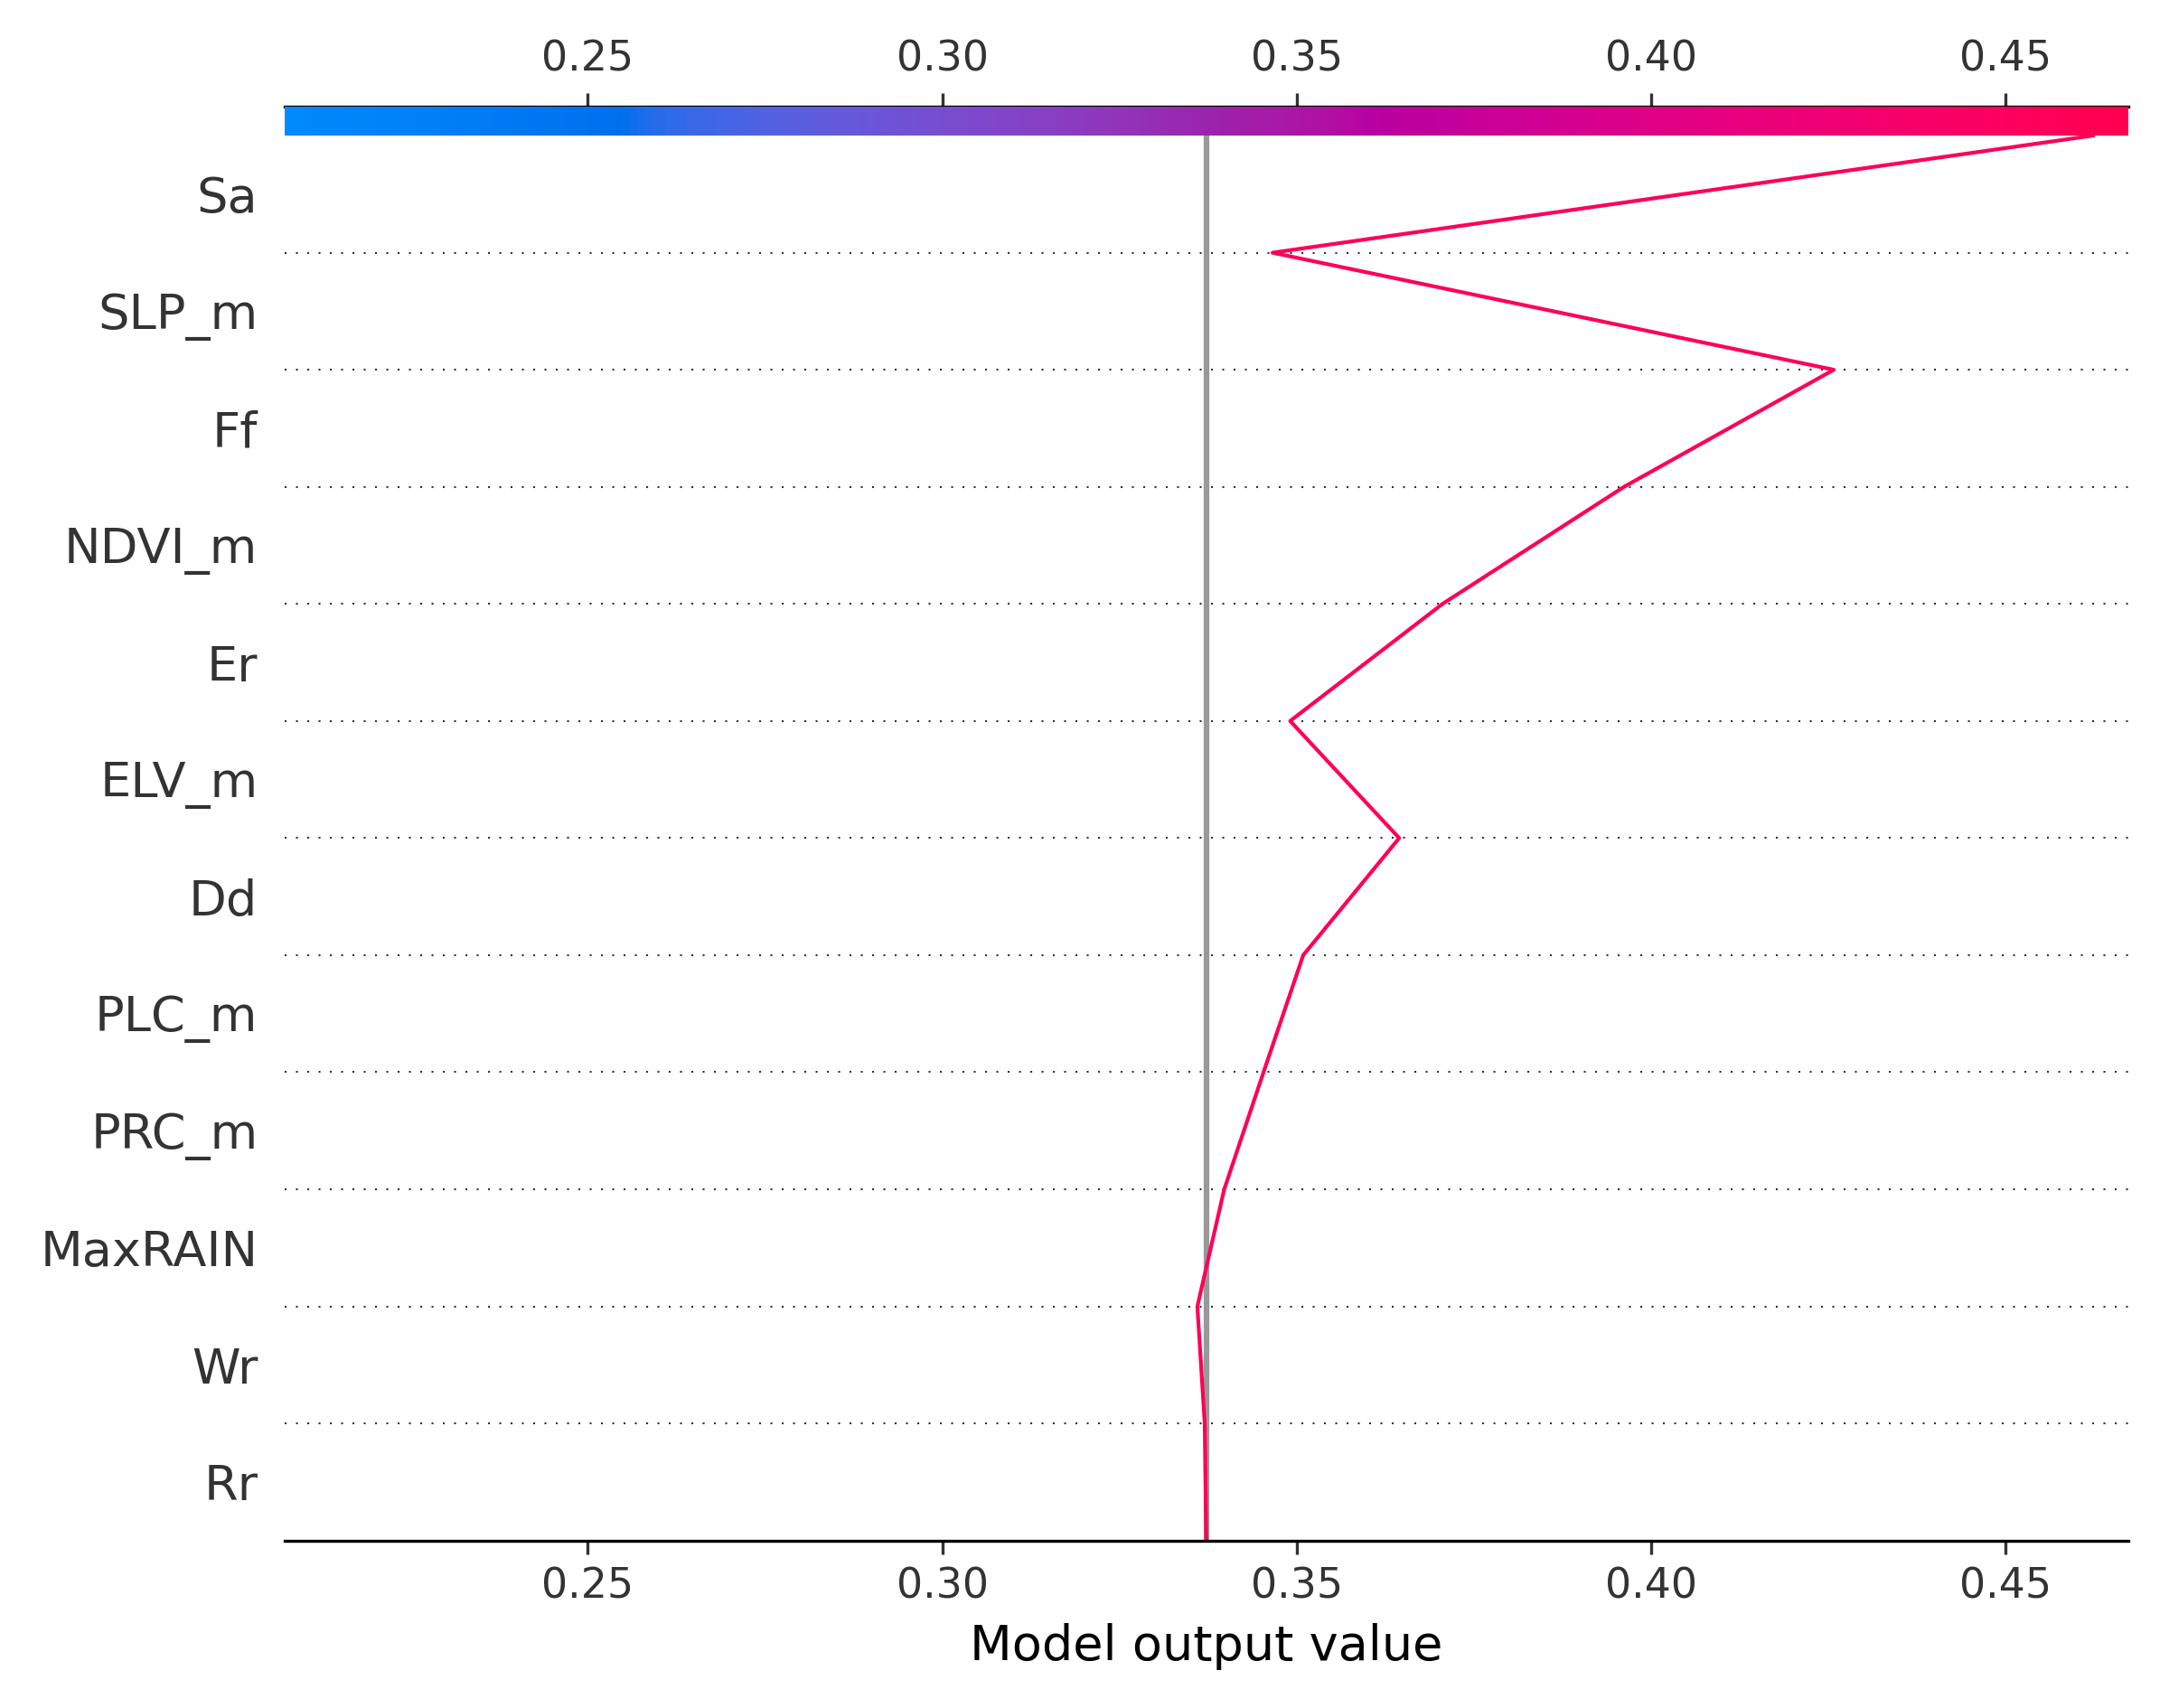 0.25 0.30 0.35 0.40 0.45
Sa
SLP_m
Ff
NDVI_m
Er
ELV_m
Dd
PLC_m
PRC_m
MaxRAIN
Wr
Rr
0.25 0.30 0.35 0.40 0.45
Model output value